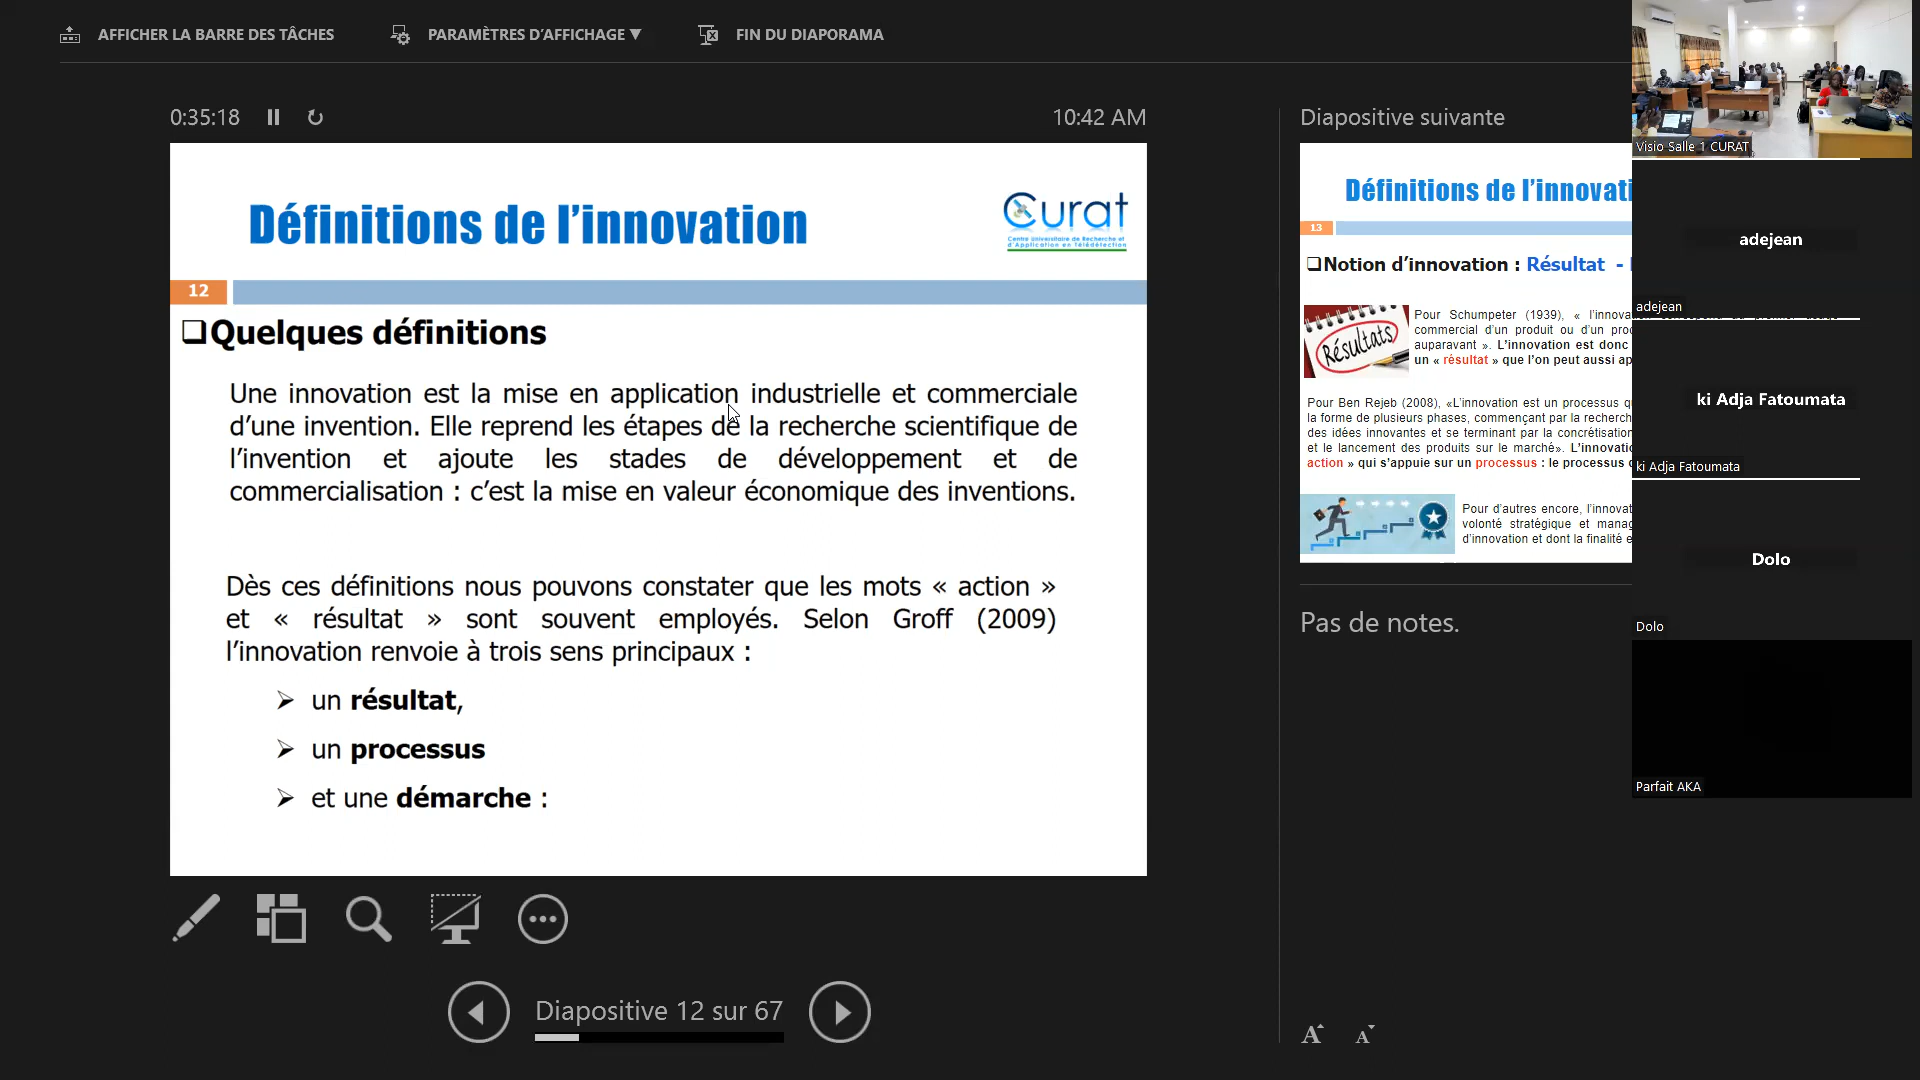 AFFICHER LA BARRE DES TÂCHES
PARAMÈTRES D'AFFICHAGE ▼
FIN DU DIAPORAMA
0:35:18
10:42 AM
Définitions de l'innovation
Curat
Centre Universitaire de Recherche et
d'Application en Télédétection
12
❑Quelques définitions
Une innovation est la mise en application industrielle et commerciale
d'une invention. Elle reprend les étapes de la recherche scientifique de
l'invention et ajoute les stades de développement et de
commercialisation : c'est la mise en valeur économique des inventions.
Dès ces définitions nous pouvons constater que les mots « action »
et « résultat » sont souvent employés. Selon Groff (2009)
l'innovation renvoie à trois sens principaux :
➢ un résultat,
➢ un processus
➢ et une démarche :
Diapositive 12 sur 67
Diapositive suivante
Définitions de l'innovati
13
❑Notion d'innovation : Résultat -
Résultats
Pour Schumpeter (1939), « l'innova
commercial d'un produit ou d'un pro
auparavant ». L'innovation est donc
un « résultat » que l'on peut aussi ap
Pour Ben Rejeb (2008), «L'innovation est un processus q
la forme de plusieurs phases, commençant par la recherch
des idées innovantes et se terminant par la concrétisation
et le lancement des produits sur le marché». L'innovati
action » qui s'appuie sur un processus : le processus
Pour d'autres encore, l'innovat
volonté stratégique et mana
d'innovation et dont la finalité e
Pas de notes.
Visio Salle 1 CURAT
adejean
adejean
ki Adja Fatoumata
ki Adja Fatoumata
Dolo
Dolo
Parfait AKA